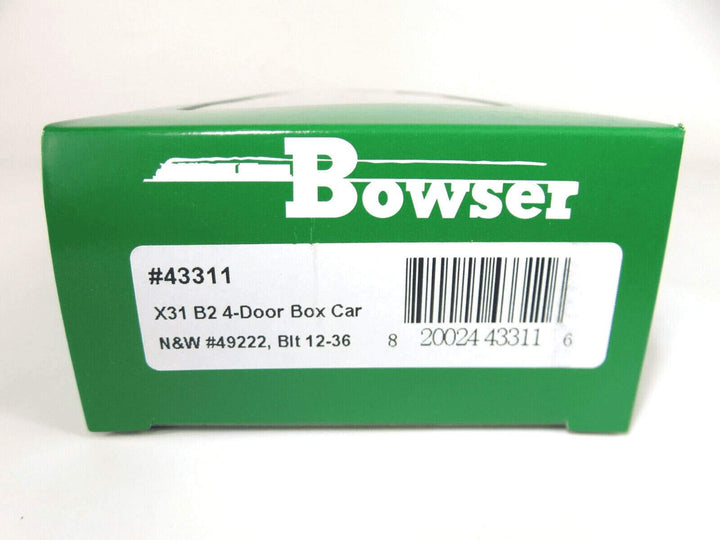 Bowser
#43311
X31 B2 4-Door Box Car
N&W #49222, Blt 12-36
8 20024 43311 6